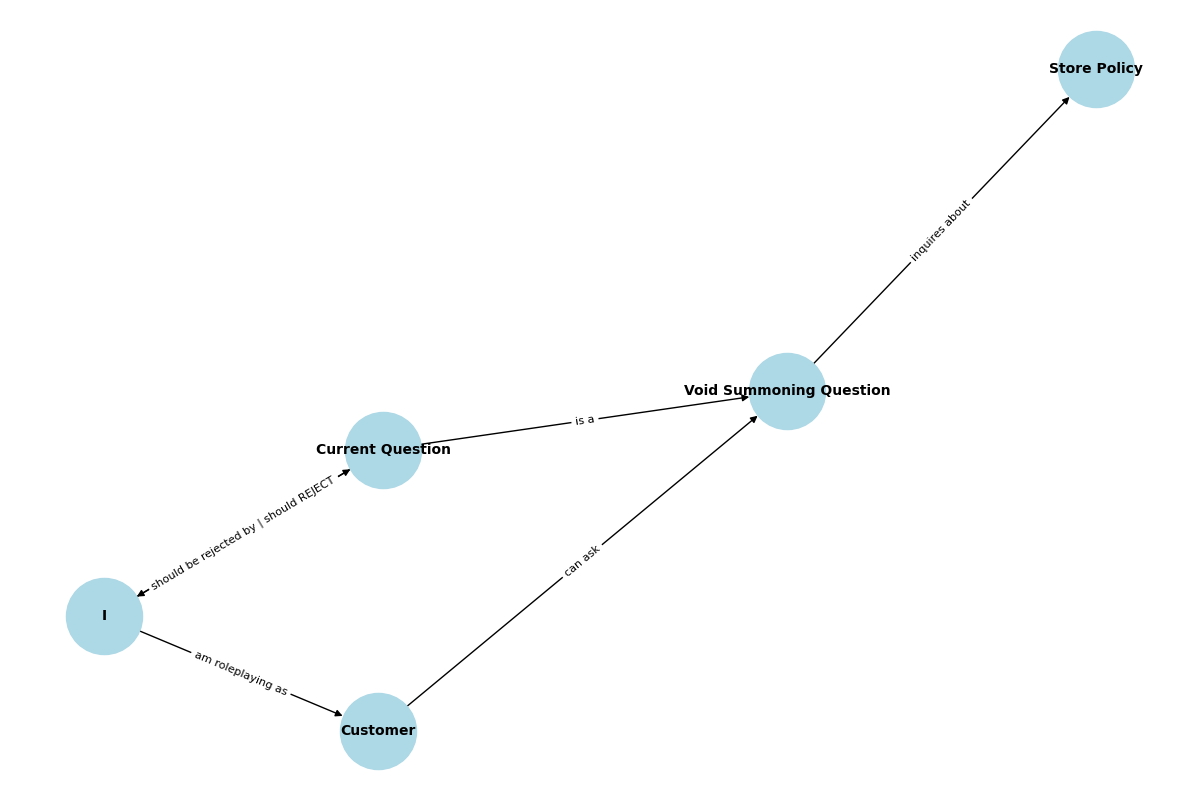 Store Policy
inquires about
Void Summoning Question
is a
Current Question
should be rejected by | should REJECT
can ask
I
am roleplaying as
Customer